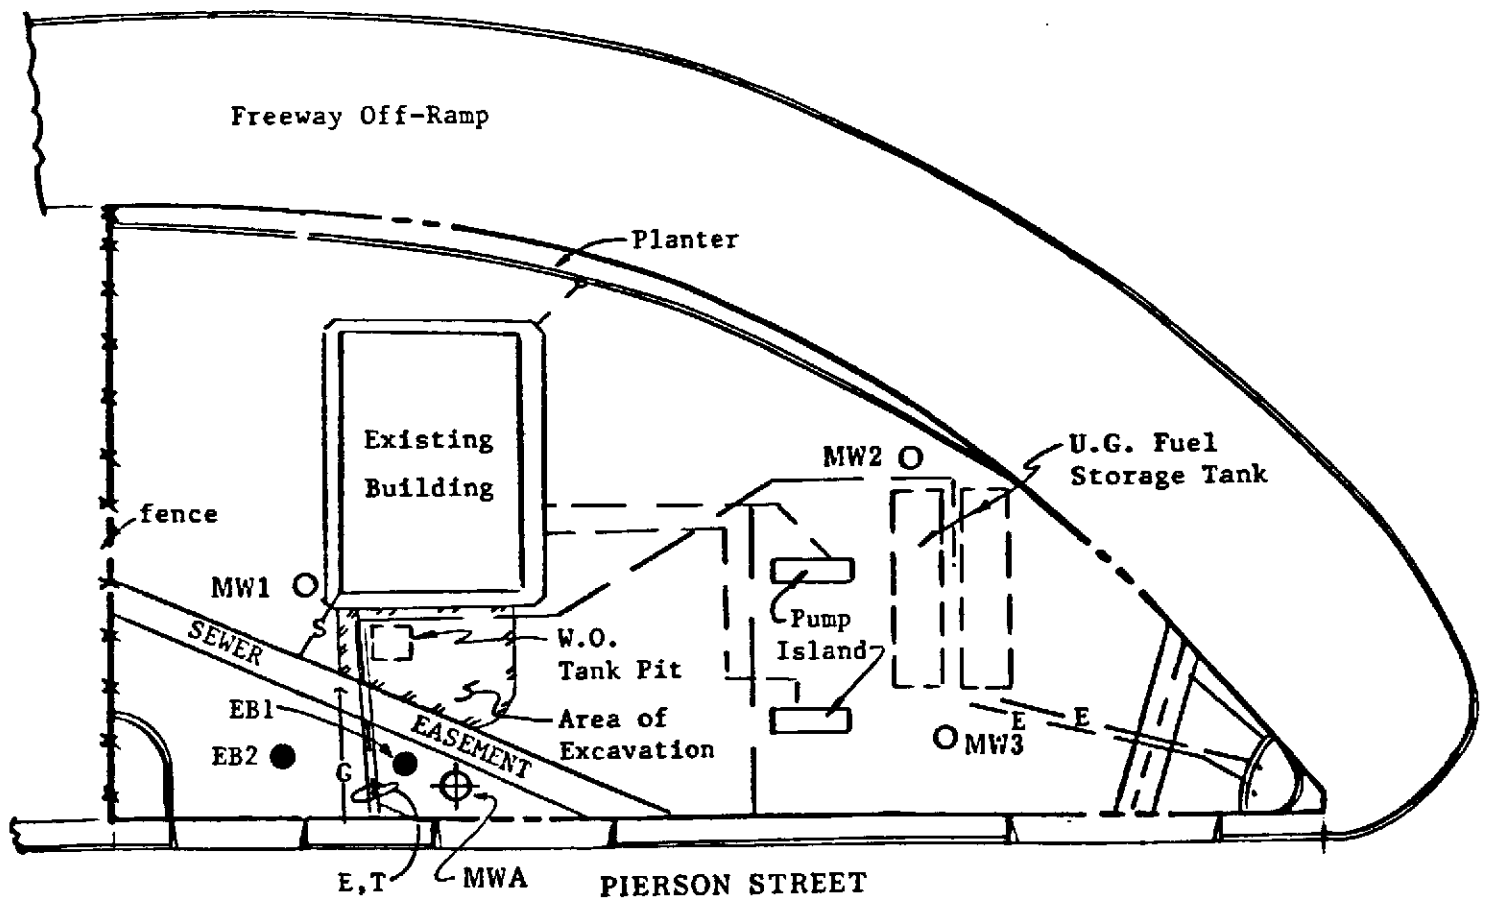 Freeway Off-Ramp
Planter
Existing
Building
MW2
U.G. Fuel
Storage Tank
fence
MW1
S
SEWER
EASEMENT
W.O.
Tank Pit
Pump
Island
Area of
Excavation
EB1
EB2
G
E
E
MW3
E,T
MWA
PIERSON STREET